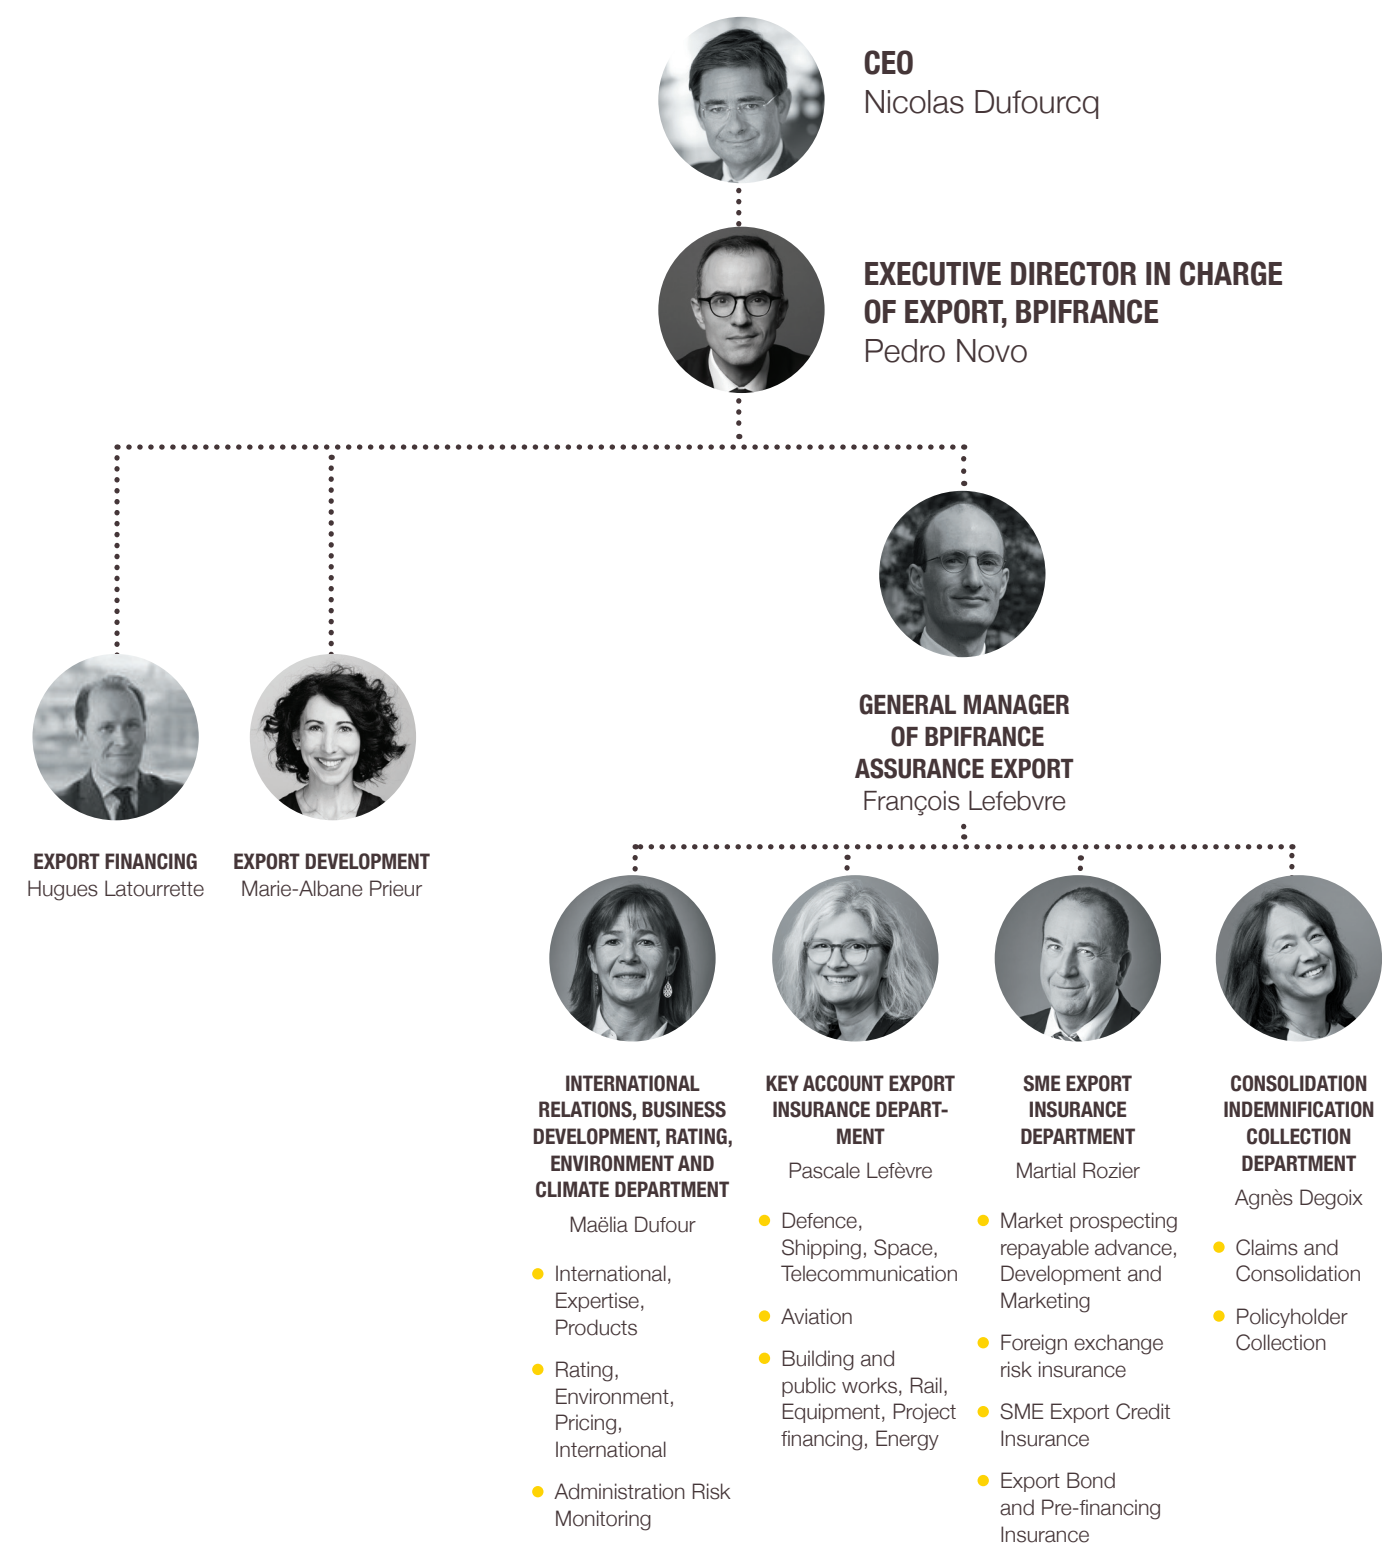 CEO
Nicolas Dufourcq
EXECUTIVE DIRECTOR IN CHARGE
OF EXPORT, BPIFRANCE
Pedro Novo
GENERAL MANAGER
OF BPIFRANCE
ASSURANCE EXPORT
François Lefebvre
EXPORT FINANCING
Hugues Latourrette
EXPORT DEVELOPMENT
Marie-Albane Prieur
INTERNATIONAL
RELATIONS, BUSINESS
DEVELOPMENT, RATING,
ENVIRONMENT AND
CLIMATE DEPARTMENT
Maëlia Dufour
International,
Expertise,
Products
Rating,
Environment,
Pricing,
International
Administration Risk
Monitoring
KEY ACCOUNT EXPORT
INSURANCE DEPART-
MENT
Pascale Lefèvre
Defence,
Shipping, Space,
Telecommunication
Aviation
Building and
public works, Rail,
Equipment, Project
financing, Energy
SME EXPORT
INSURANCE
DEPARTMENT
Martial Rozier
Market prospecting
repayable advance,
Development and
Marketing
Foreign exchange
risk insurance
SME Export Credit
Insurance
Export Bond
and Pre-financing
Insurance
CONSOLIDATION
INDEMNIFICATION
COLLECTION
DEPARTMENT
Agnès Degoix
Claims and
Consolidation
Policyholder
Collection